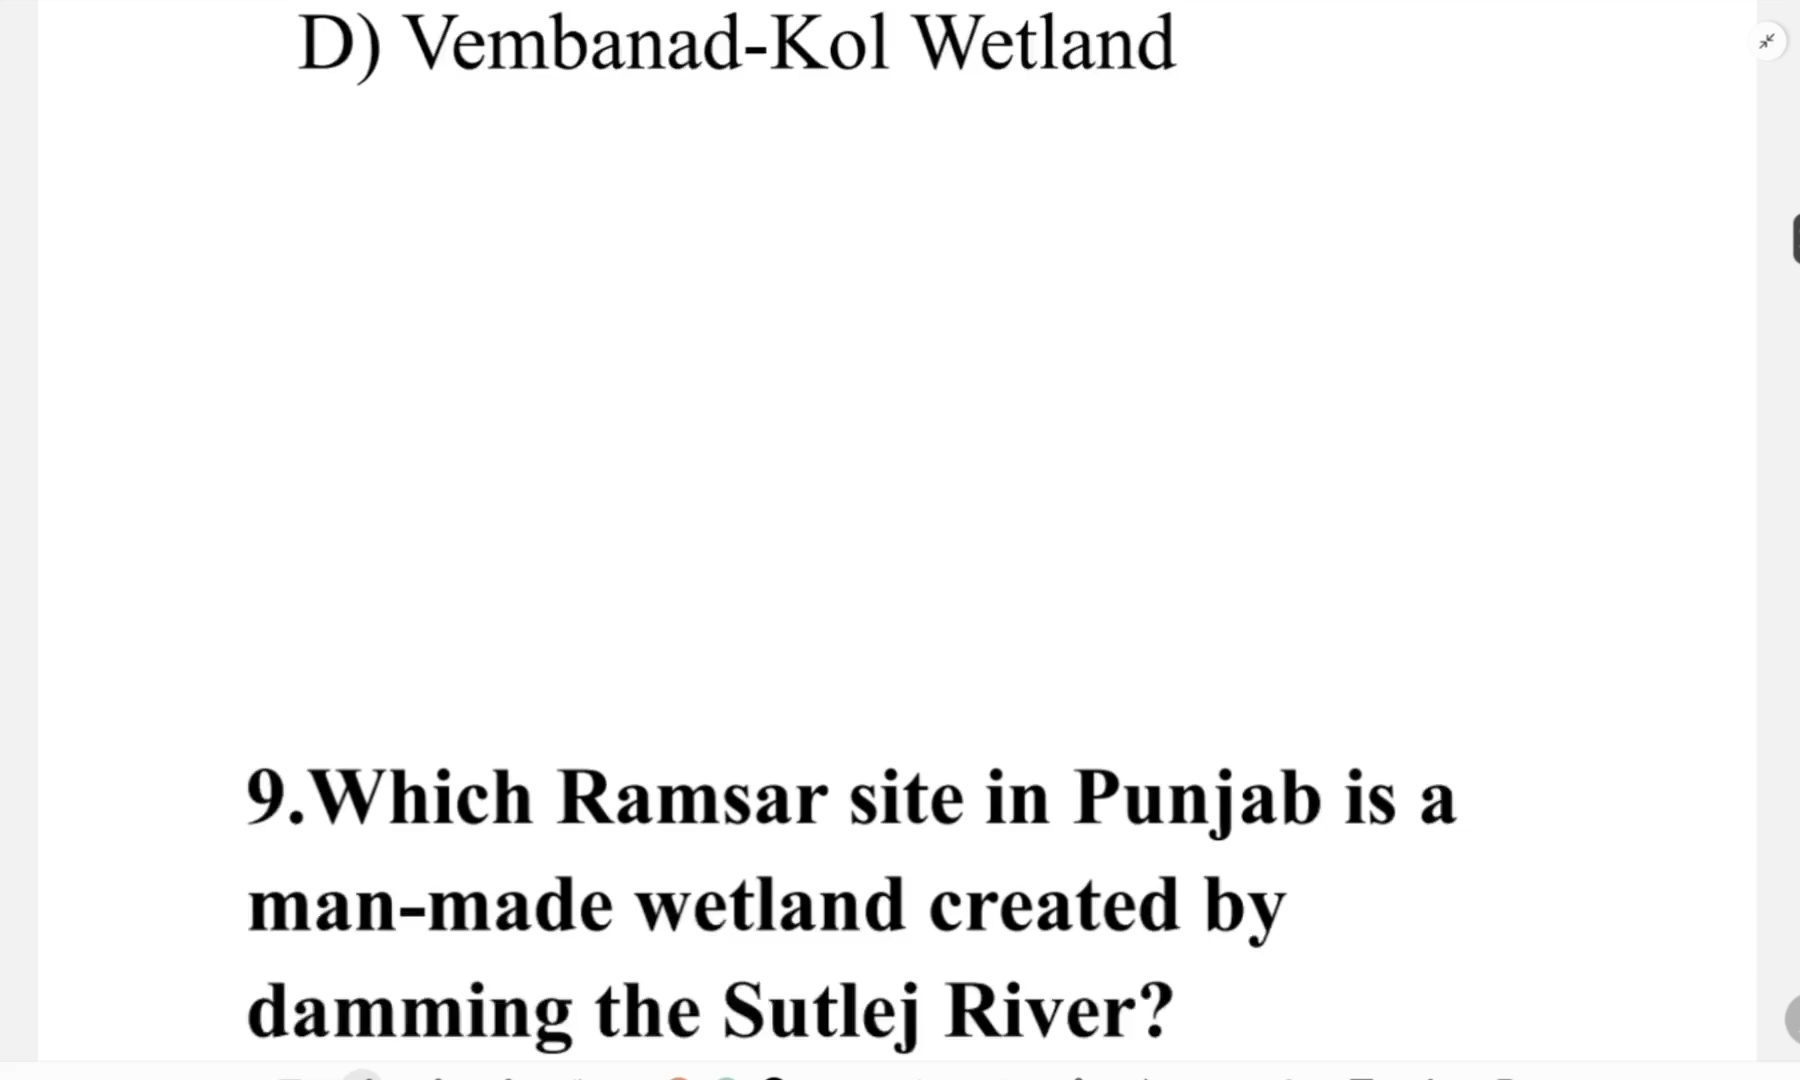 D) Vembanad-Kol Wetland
9.Which Ramsar site in Punjab is a
man-made wetland created by
damming the Sutlej River?